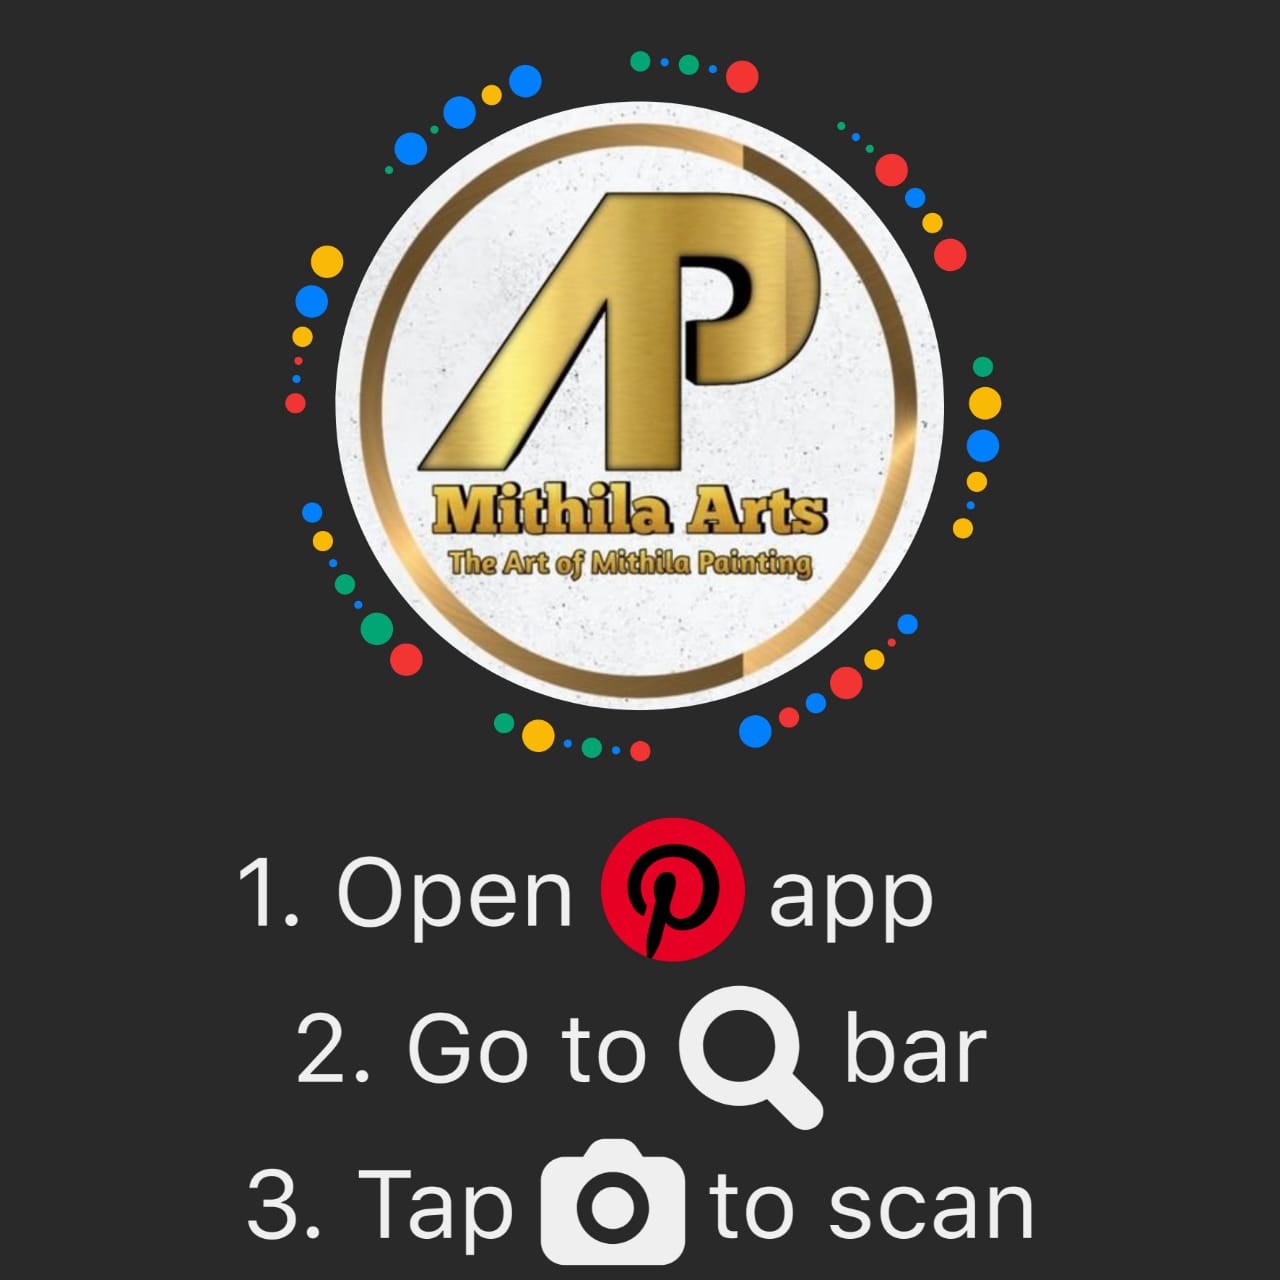 AP
Mithila Arts
The Art of Mithila Painting
1. Open app
2. Go to bar
3. Tap to scan